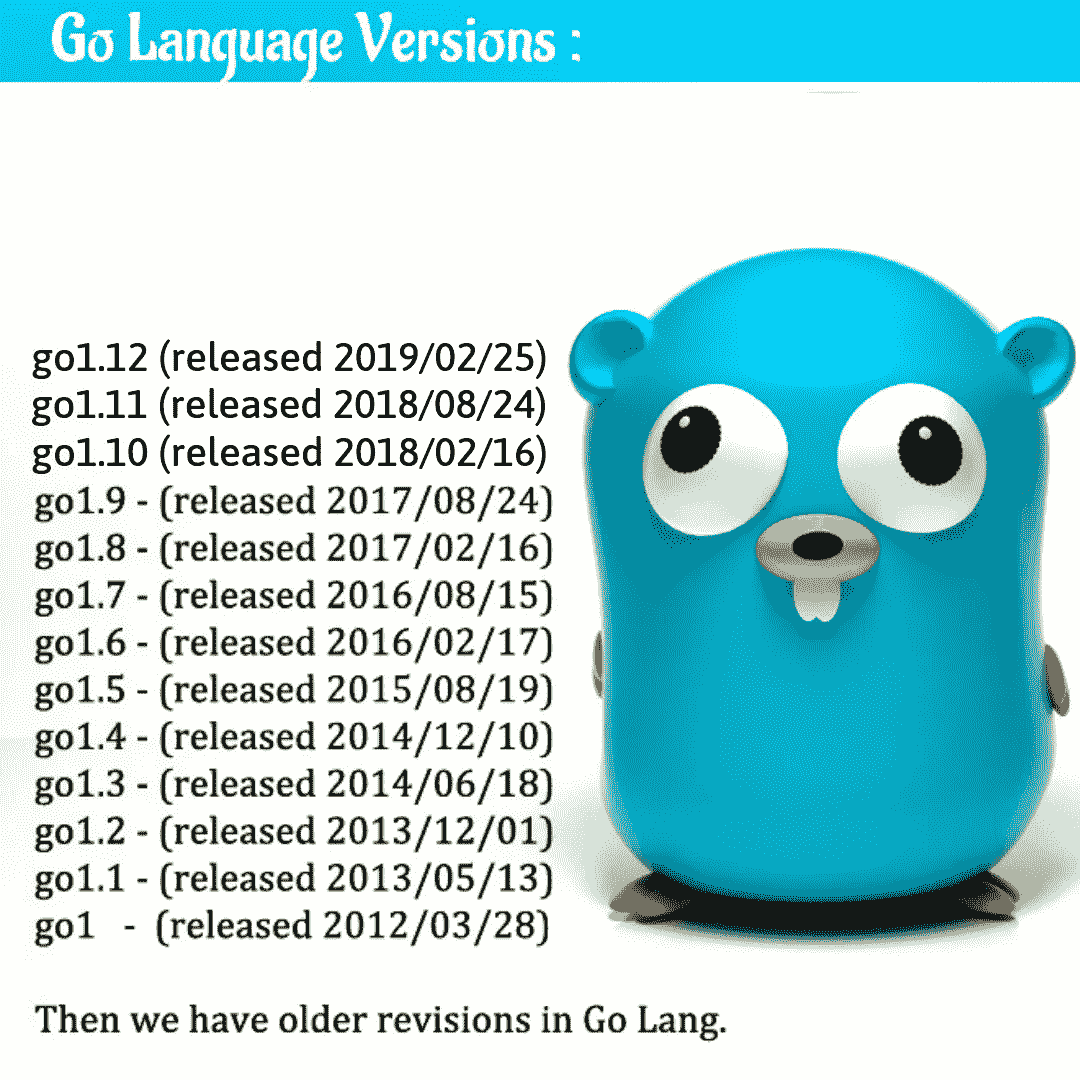 Go Language Versions :
go1.12 (released 2019/02/25)
go1.11 (released 2018/08/24)
go1.10 (released 2018/02/16)
go1.9 - (released 2017/08/24)
go1.8 - (released 2017/02/16)
go1.7 - (released 2016/08/15)
go1.6 - (released 2016/02/17)
go1.5 - (released 2015/08/19)
go1.4 - (released 2014/12/10)
go1.3 - (released 2014/06/18)
go1.2 - (released 2013/12/01)
go1.1 - (released 2013/05/13)
go1 - (released 2012/03/28)
Then we have older revisions in Go Lang.